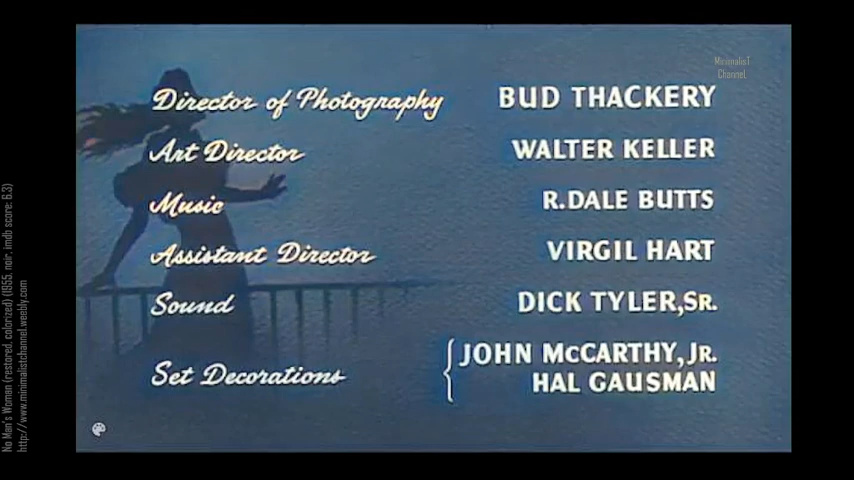 MinimalisT
Channel
Director of Photography BUD THACKERY
Art Director WALTER KELLER
Music R. DALE BUTTS
Assistant Director VIRGIL HART
Sound DICK TYLER, SR.
Set Decorations { JOHN McCARTHY, JR.
HAL GAUSMAN
No Man's Woman (restored, colorized) (1955, noir, imdb score: 6.3)
http://www.minimalistchannel.weebly.com